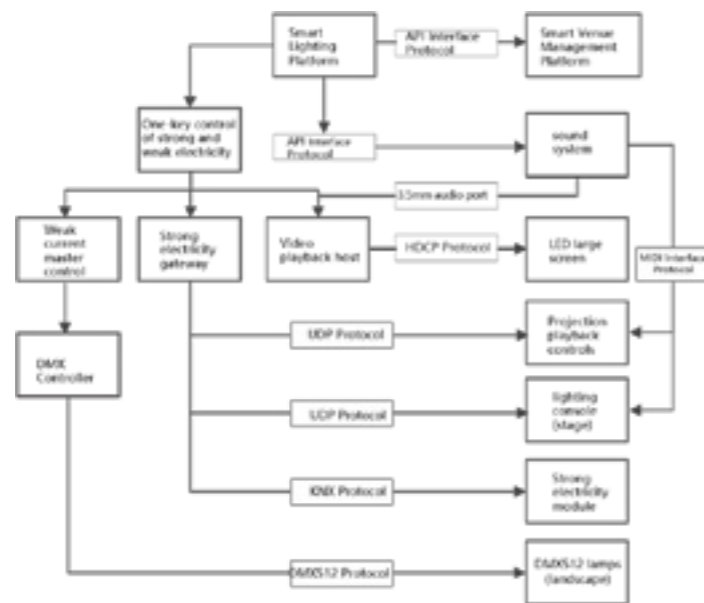 Smart
Lighting
Platform
API Interface
Protocol
Smart Venue
Management
Platform
One-key control
of strong and
weak electricity
API Interface
Protocol
sound
system
3.5mm audio port
Weak
current
master
control
Strong
electricity
gateway
Video
playback host
HDCP Protocol
LED large
screen
MIDI Interface
Protocol
UDP Protocol
Projection
playback
controls
DMX
Controller
UDP Protocol
lighting
console
(stage)
KNX Protocol
Strong
electricity
module
DMX512 Protocol
DMX512 lamps
(landscape)